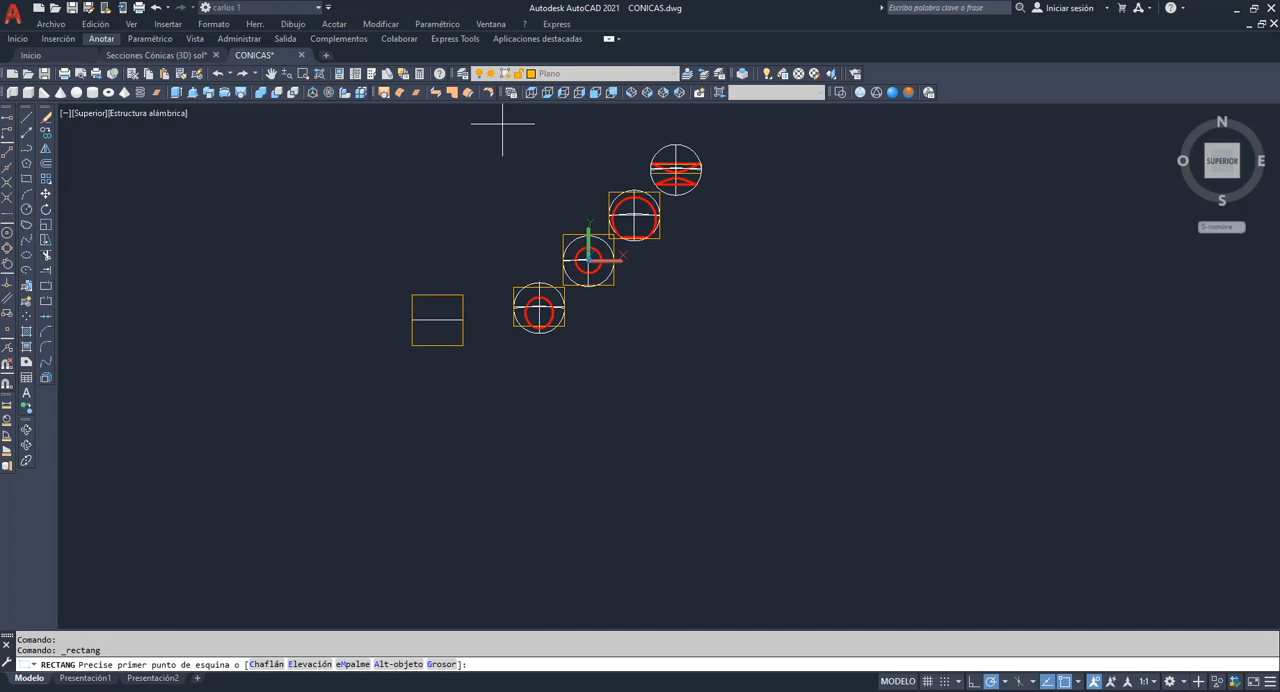 Autodesk AutoCAD 2021 CONICAS.dwg
carlos 1
Escriba palabra clave o frase
Iniciar sesión
Archivo Edición Ver Insertar Formato Herr. Dibujo Acotar Modificar Paramétrico Ventana ? Express
Inicio Inserción Anotar Paramétrico Vista Administrar Salida Complementos Colaborar Express Tools Aplicaciones destacadas
Inicio Secciones Cónicas (3D) sol* CONICAS*
Plano
[−][Superior][Estructura alámbrica]
N
O SUPERIOR E
S
S-nombre
Y
X
Comando:
Comando: _rectang
RECTANG Precise primer punto de esquina o [Chaflán Elevación eMpalme Alt-objeto Grosor]:
Modelo Presentación1 Presentación2 +
MODELO 1:1